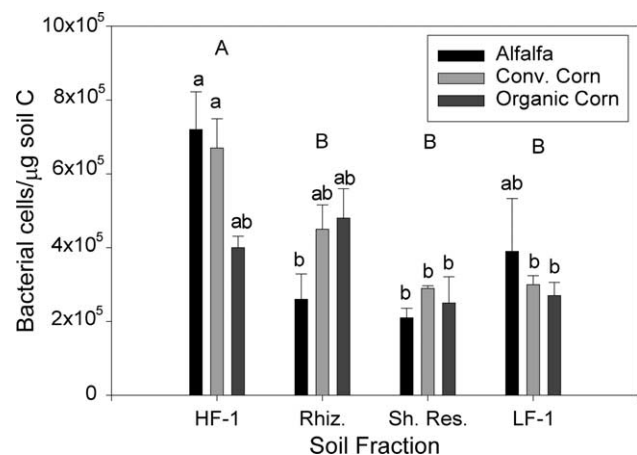 10x10⁵
8x10⁵
6x10⁵
4x10⁵
2x10⁵
0
Bacterial cells/µg soil C
A
B
B
B
a
a
ab
b
ab
ab
b
b
b
ab
b
b
Alfalfa
Conv. Corn
Organic Corn
HF-1
Rhiz.
Sh. Res.
LF-1
Soil Fraction